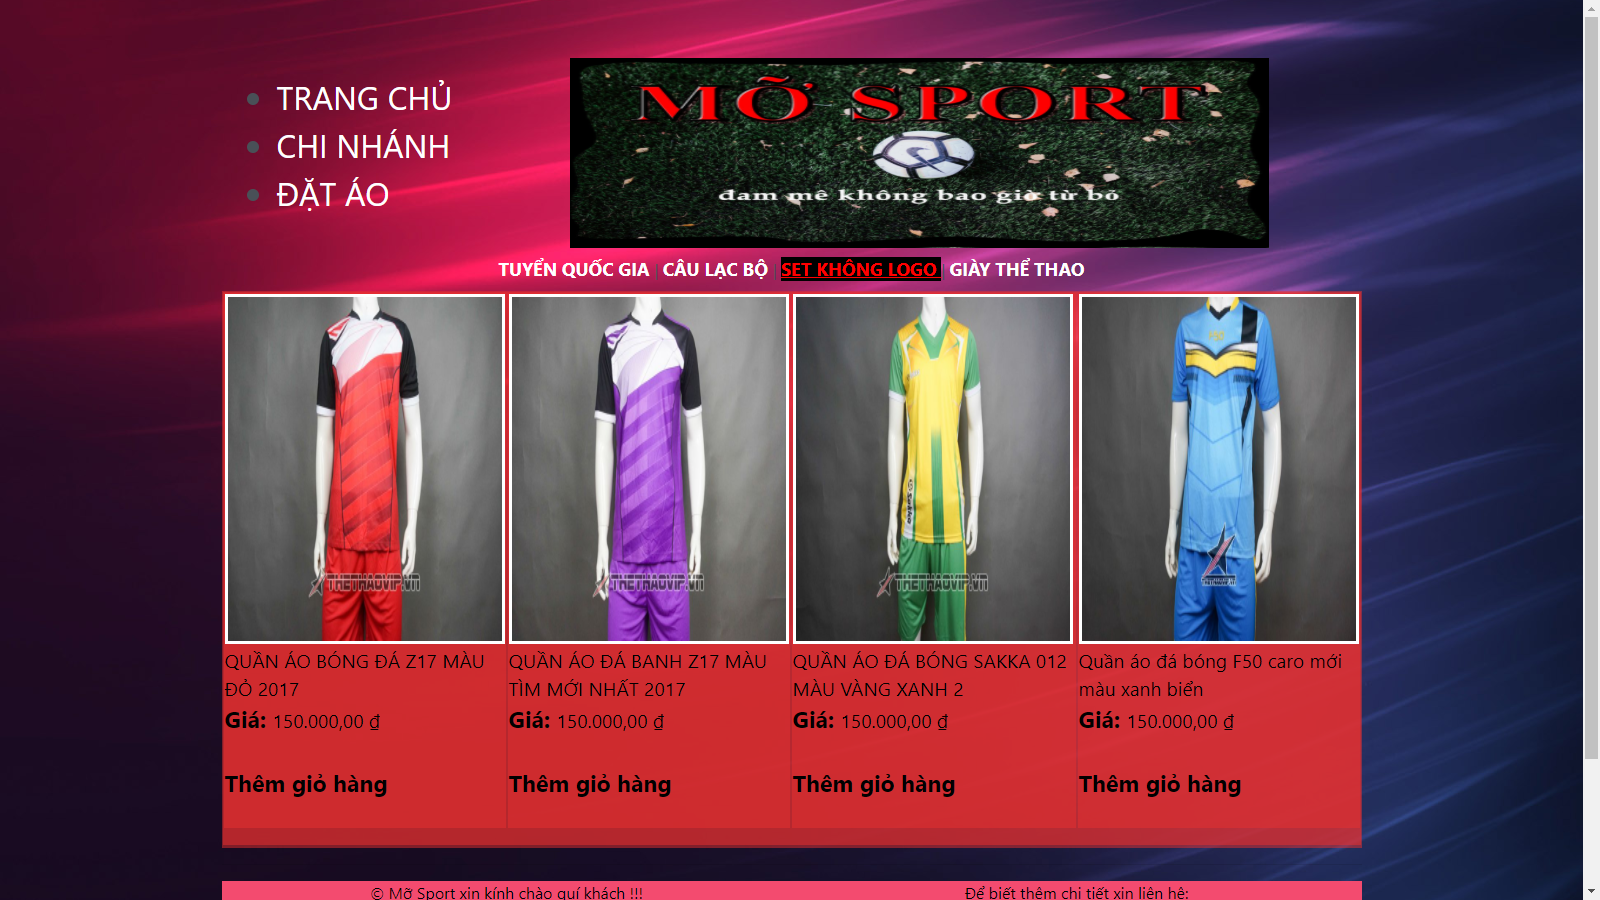 TRANG CHỦ
CHI NHÁNH
ĐẶT ÁO
MỠ SPORT
đam mê không bao giờ từ bỏ
TUYỂN QUỐC GIA | CÂU LẠC BỘ | SET KHÔNG LOGO | GIÀY THỂ THAO
THETHAOVIP.VT
THETHAOVIP.VT
Sakka
THETHAOVIP.VT
QUẦN ÁO BÓNG ĐÁ Z17 MÀU
ĐỎ 2017
Giá: 150.000,00 ₫
Thêm giỏ hàng
QUẦN ÁO ĐÁ BANH Z17 MÀU
TÌM MỚI NHẤT 2017
Giá: 150.000,00 ₫
Thêm giỏ hàng
QUẦN ÁO ĐÁ BÓNG SAKKA 012
MÀU VÀNG XANH 2
Giá: 150.000,00 ₫
Thêm giỏ hàng
Quần áo đá bóng F50 caro mới
màu xanh biển
Giá: 150.000,00 ₫
Thêm giỏ hàng
© Mỡ Sport xin kính chào quí khách !!!
Để biết thêm chi tiết xin liên hệ: